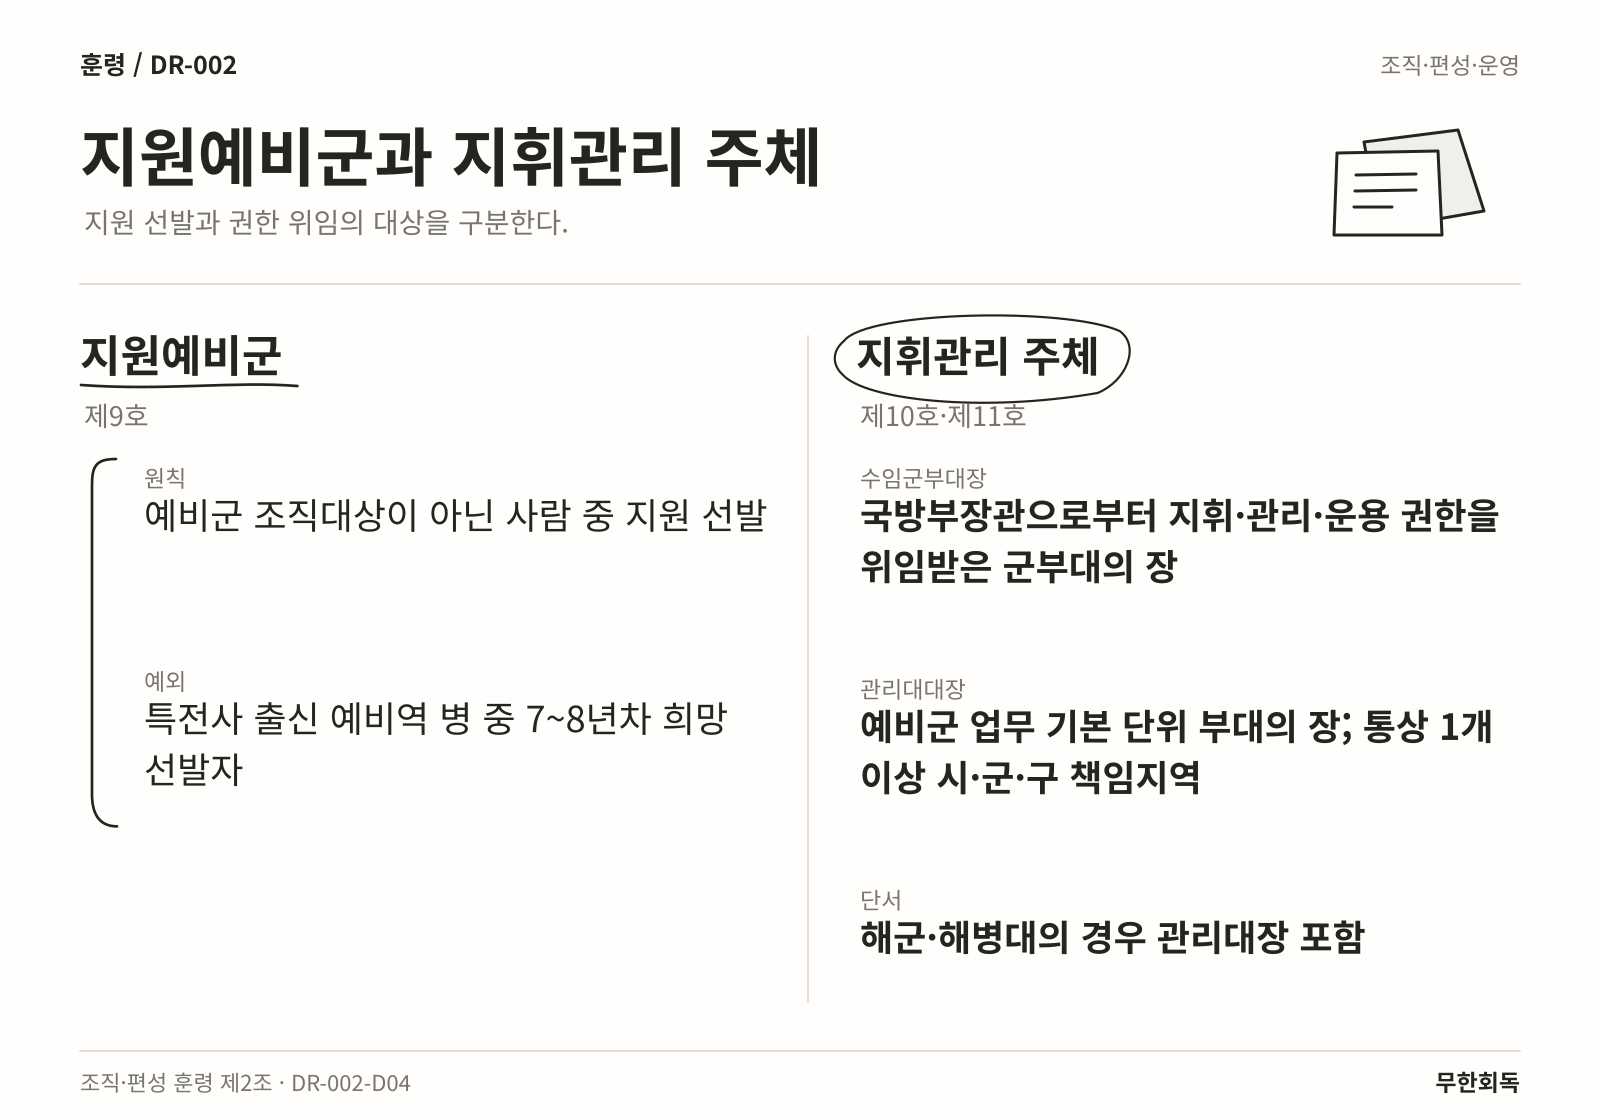 훈령 / DR-002
조직·편성·운영
지원예비군과 지휘관리 주체
지원 선발과 권한 위임의 대상을 구분한다.
지원예비군
제9호
원칙
예비군 조직대상이 아닌 사람 중 지원 선발
예외
특전사 출신 예비역 병 중 7~8년차 희망
선발자
지휘관리 주체
제10호·제11호
수임군부대장
국방부장관으로부터 지휘·관리·운용 권한을
위임받은 군부대의 장
관리대대장
예비군 업무 기본 단위 부대의 장; 통상 1개
이상 시·군·구 책임지역
단서
해군·해병대의 경우 관리대장 포함
조직·편성 훈령 제2조 · DR-002-D04
무한회독